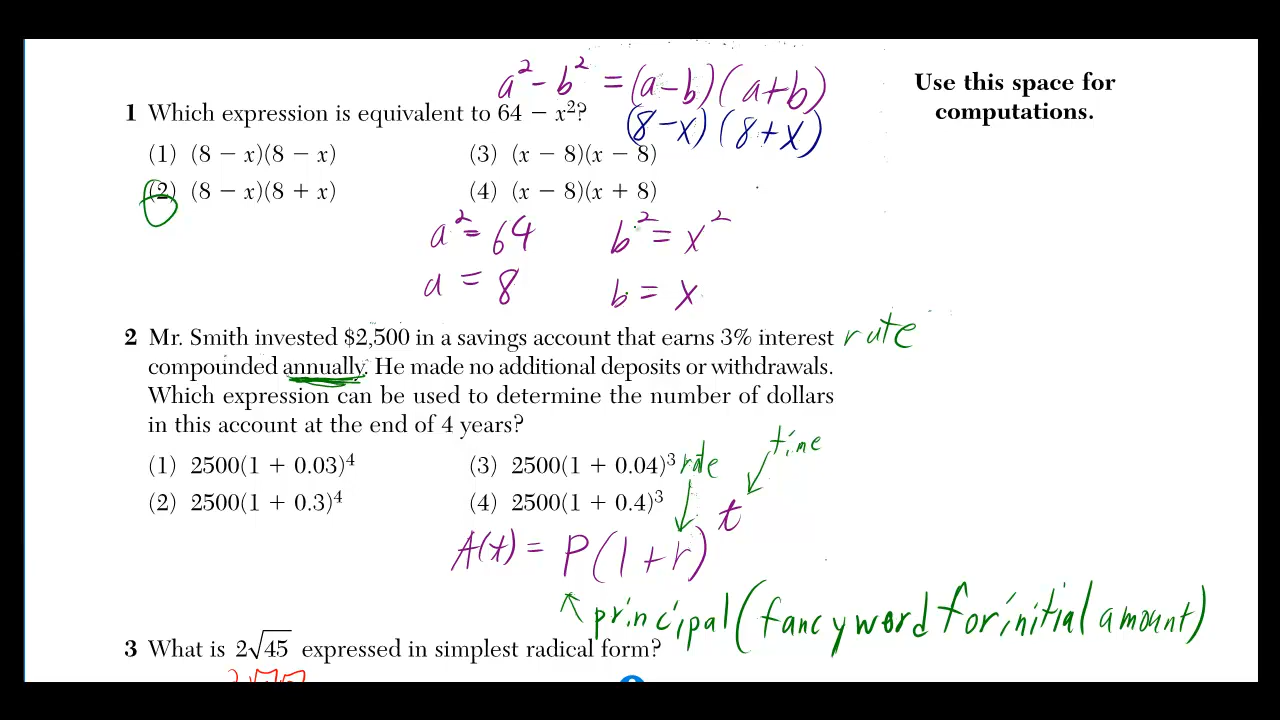 a² - b² = (a-b)(a+b)
Use this space for
computations.
1 Which expression is equivalent to 64 − x²?
(8-x)(8+x)
(1) (8 − x)(8 − x) (3) (x − 8)(x − 8)
(2) (8 − x)(8 + x) (4) (x − 8)(x + 8)
a² = 64 b² = x²
a = 8 b = x
2 Mr. Smith invested $2,500 in a savings account that earns 3% interest rate
compounded annually. He made no additional deposits or withdrawals.
Which expression can be used to determine the number of dollars
in this account at the end of 4 years?
time
(1) 2500(1 + 0.03)⁴ (3) 2500(1 + 0.04)³ rate
(2) 2500(1 + 0.3)⁴ (4) 2500(1 + 0.4)³
A(t) = P(1+r)^t
principal (fancy word for initial amount)
3 What is 2√45 expressed in simplest radical form?